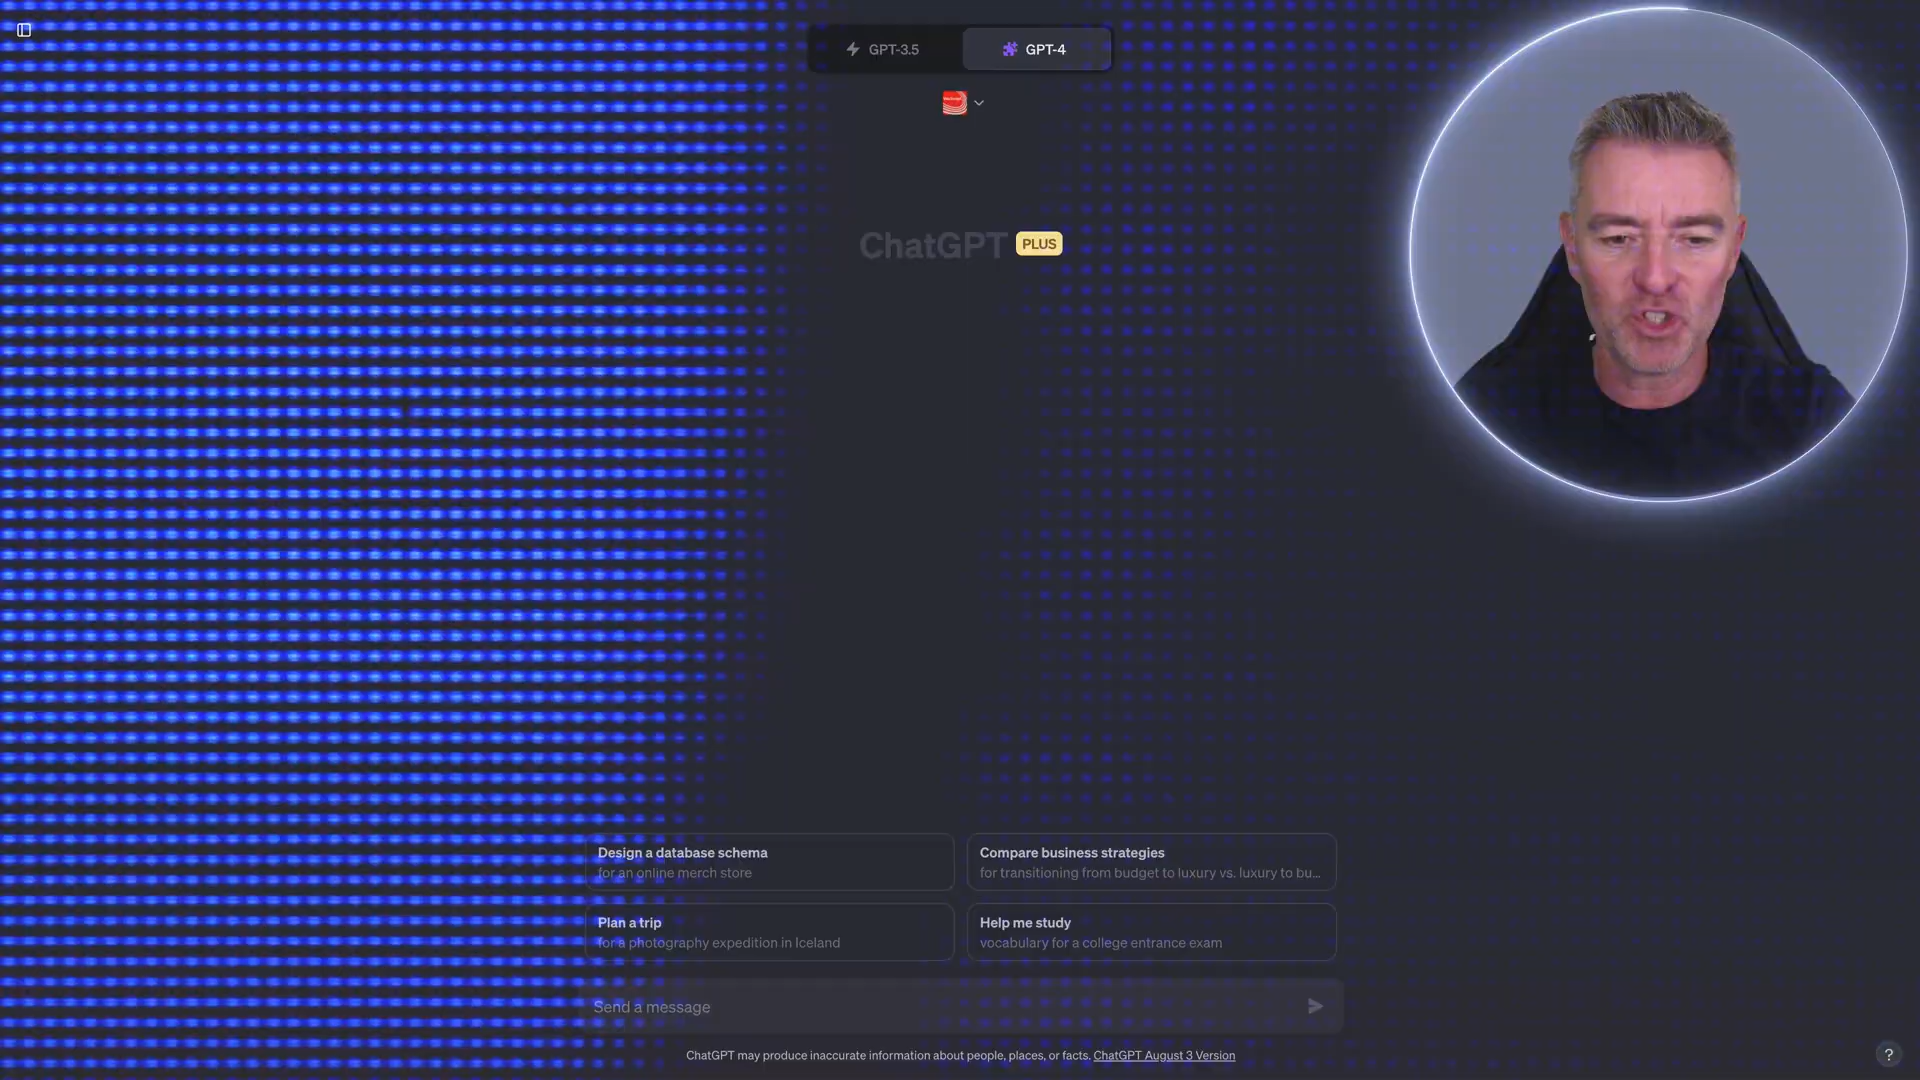 GPT-3.5
GPT-4
ChatGPT PLUS
Design a database schema
for an online merch store
Compare business strategies
for transitioning from budget to luxury vs. luxury to bu...
Plan a trip
for a photography expedition in Iceland
Help me study
vocabulary for a college entrance exam
Send a message
ChatGPT may produce inaccurate information about people, places, or facts. ChatGPT August 3 Version
?